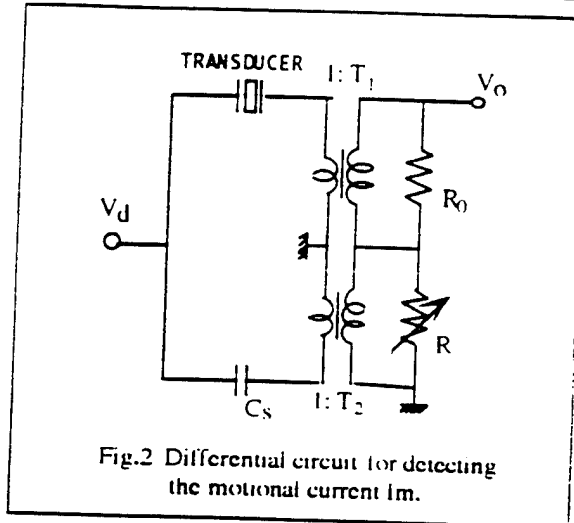 TRANSDUCER
1: T1
Vo
R0
Vd
R
Cs
1: T2
Fig.2 Differential circuit for detecting
the motional current Im.